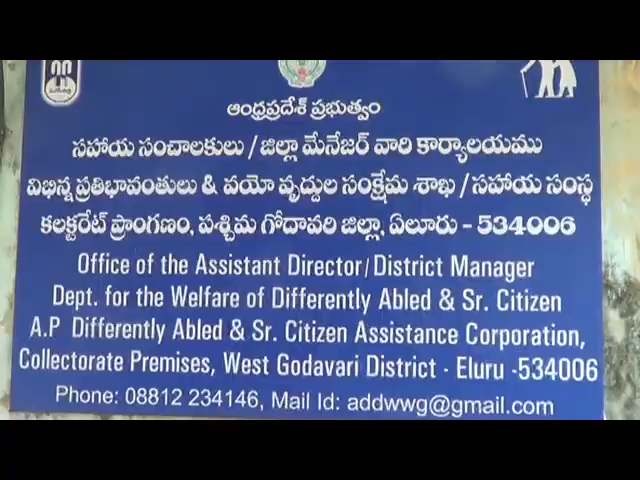 ఆంధ్రప్రదేశ్ ప్రభుత్వం
సహాయ సంచాలకులు / జిల్లా మేనేజర్ వారి కార్యాలయము
విభిన్న ప్రతిభావంతులు & వయో వృద్దుల సంక్షేమ శాఖ / సహాయ సంస్థ
కలక్టరేట్ ప్రాంగణం, పశ్చిమ గోదావరి జిల్లా, ఏలూరు - 534006
Office of the Assistant Director/District Manager
Dept. for the Welfare of Differently Abled & Sr. Citizen
A.P Differently Abled & Sr. Citizen Assistance Corporation,
Collectorate Premises, West Godavari District - Eluru -534006
Phone: 08812 234146, Mail Id: addwwg@gmail.com